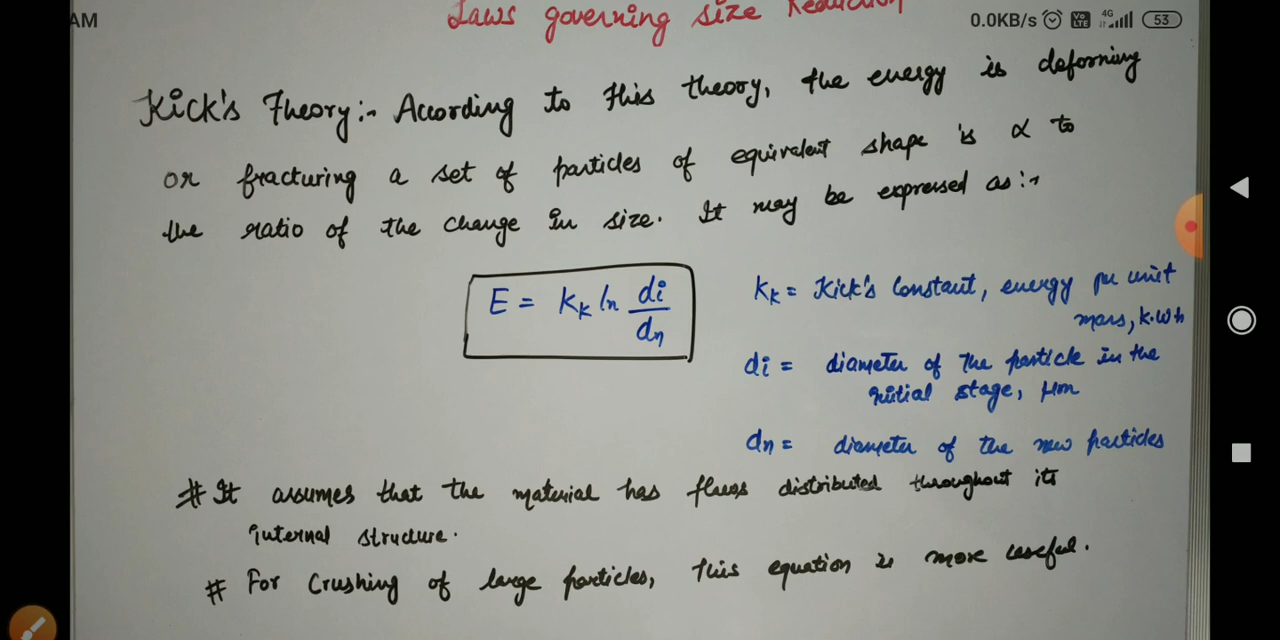 AM
Laws governing size Reduction
0.0KB/s VO LTE 4G 53
Kick's Theory:- According to this theory, the energy is deforming
or fracturing a set of particles of equivalent shape is ∝ to
the ratio of the change in size. It may be expressed as :-
E = Kk ln di/dn
Kk = Kick's Constant, energy per unit
mass, k.wh
di = diameter of the particle in the
initial stage, μm
dn = diameter of the new particles
# It assumes that the material has flaws distributed throughout its
internal structure.
# For Crushing of large particles, this equation is more useful.